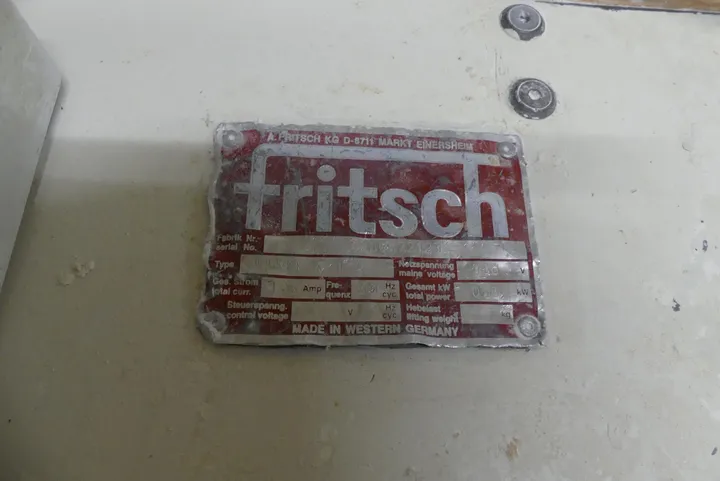 A. FRITSCH KG D-8711 MARKT EINERSHEIM
fritsch
Fabrik Nr.
serial No.
Type
Netzspannung
mains voltage
V
Ges. Strom
total curr.
Amp
Fre-
quenz
Hz
cyc.
Gesamt kW
total power
kW
Steuerspanng.
control voltage
V
Hz
cyc.
Hebelast
lifting weight
kg
MADE IN WESTERN GERMANY